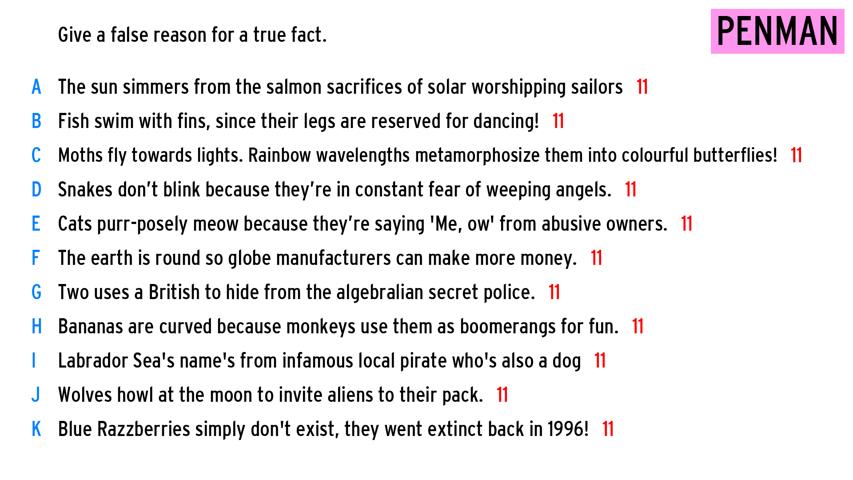 Give a false reason for a true fact.
PENMAN
A The sun simmers from the salmon sacrifices of solar worshipping sailors 11
B Fish swim with fins, since their legs are reserved for dancing! 11
C Moths fly towards lights. Rainbow wavelengths metamorphosize them into colourful butterflies! 11
D Snakes don't blink because they're in constant fear of weeping angels. 11
E Cats purr-posely meow because they're saying 'Me, ow' from abusive owners. 11
F The earth is round so globe manufacturers can make more money. 11
G Two uses a British to hide from the algebralian secret police. 11
H Bananas are curved because monkeys use them as boomerangs for fun. 11
I Labrador Sea's name's from infamous local pirate who's also a dog 11
J Wolves howl at the moon to invite aliens to their pack. 11
K Blue Razzberries simply don't exist, they went extinct back in 1996! 11